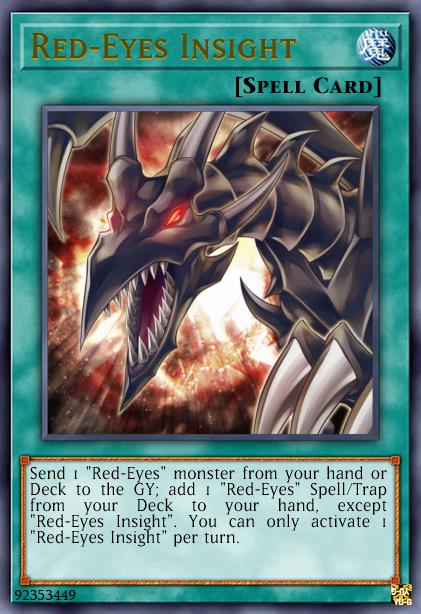 Red-Eyes Insight
[Spell Card]
Send 1 "Red-Eyes" monster from your hand or
Deck to the GY; add 1 "Red-Eyes" Spell/Trap
from your Deck to your hand, except
"Red-Eyes Insight". You can only activate 1
"Red-Eyes Insight" per turn.
92353449